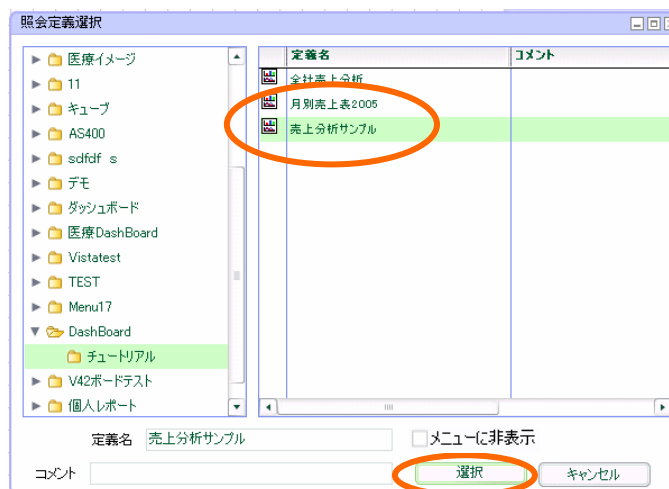 照会定義選択
医療イメージ
11
キューブ
AS400
sdfdf s
デモ
ダッシュボード
医療DashBoard
Vistatest
TEST
Menu17
DashBoard
チュートリアル
V42ボードテスト
個人レポート
定義名 コメント
全社売上分析
月別売上表2005
売上分析サンプル
定義名 売上分析サンプル メニューに非表示
コメント 選択 キャンセル